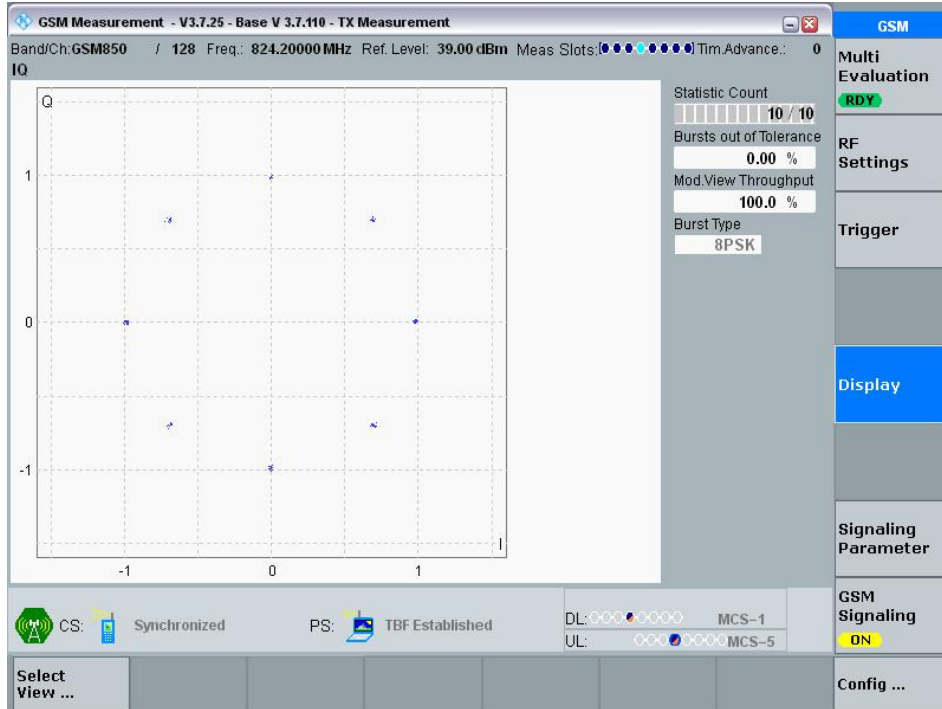 GSM Measurement - V3.7.25 - Base V 3.7.110 - TX Measurement
GSM
Band/Ch:GSM850 / 128 Freq.: 824.20000 MHz Ref. Level: 39.00 dBm Meas Slots: Tim.Advance.: 0
IQ
Multi
Evaluation
RDY
Q
Statistic Count
10 / 10
Bursts out of Tolerance
0.00 %
Mod.View Throughput
100.0 %
Burst Type
8PSK
RF
Settings
Trigger
Display
1
0
-1
I
-1 0 1
Signaling
Parameter
GSM
Signaling
ON
CS: Synchronized PS: TBF Established
DL: MCS-1
UL: MCS-5
Select
View ...
Config ...